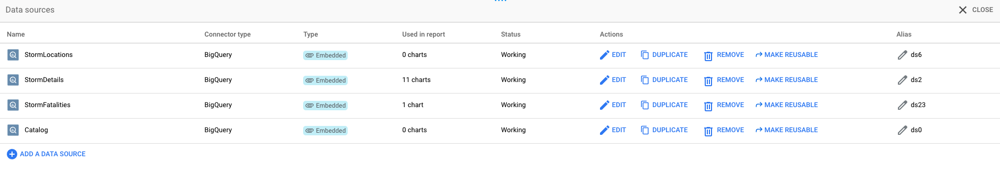 Data sources
CLOSE
Name Connector type Type Used in report Status Actions Alias
StormLocations BigQuery Embedded 0 charts Working EDIT DUPLICATE REMOVE MAKE REUSABLE ds6
StormDetails BigQuery Embedded 11 charts Working EDIT DUPLICATE REMOVE MAKE REUSABLE ds2
StormFatalities BigQuery Embedded 1 chart Working EDIT DUPLICATE REMOVE MAKE REUSABLE ds23
Catalog BigQuery Embedded 0 charts Working EDIT DUPLICATE REMOVE MAKE REUSABLE ds0
ADD A DATA SOURCE